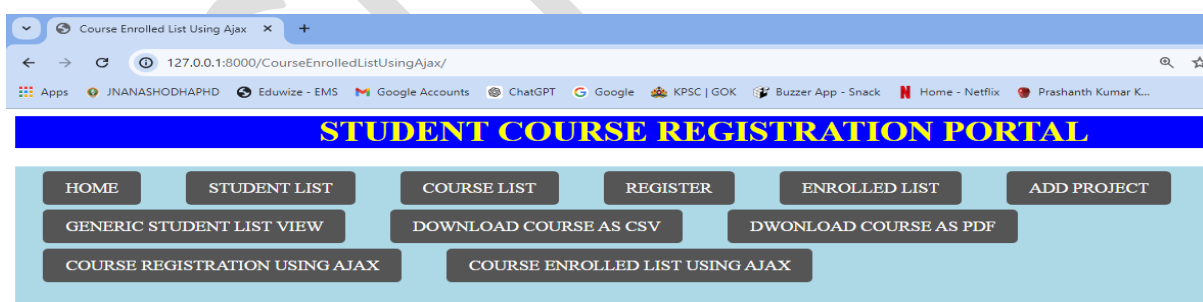 Course Enrolled List Using Ajax
127.0.0.1:8000/CourseEnrolledListUsingAjax/
Apps JNANASHODHAPHD Eduwize - EMS Google Accounts ChatGPT Google KPSC | GOK Buzzer App - Snack Home - Netflix Prashanth Kumar K...
STUDENT COURSE REGISTRATION PORTAL
HOME STUDENT LIST COURSE LIST REGISTER ENROLLED LIST ADD PROJECT
GENERIC STUDENT LIST VIEW DOWNLOAD COURSE AS CSV DWONLOAD COURSE AS PDF
COURSE REGISTRATION USING AJAX COURSE ENROLLED LIST USING AJAX